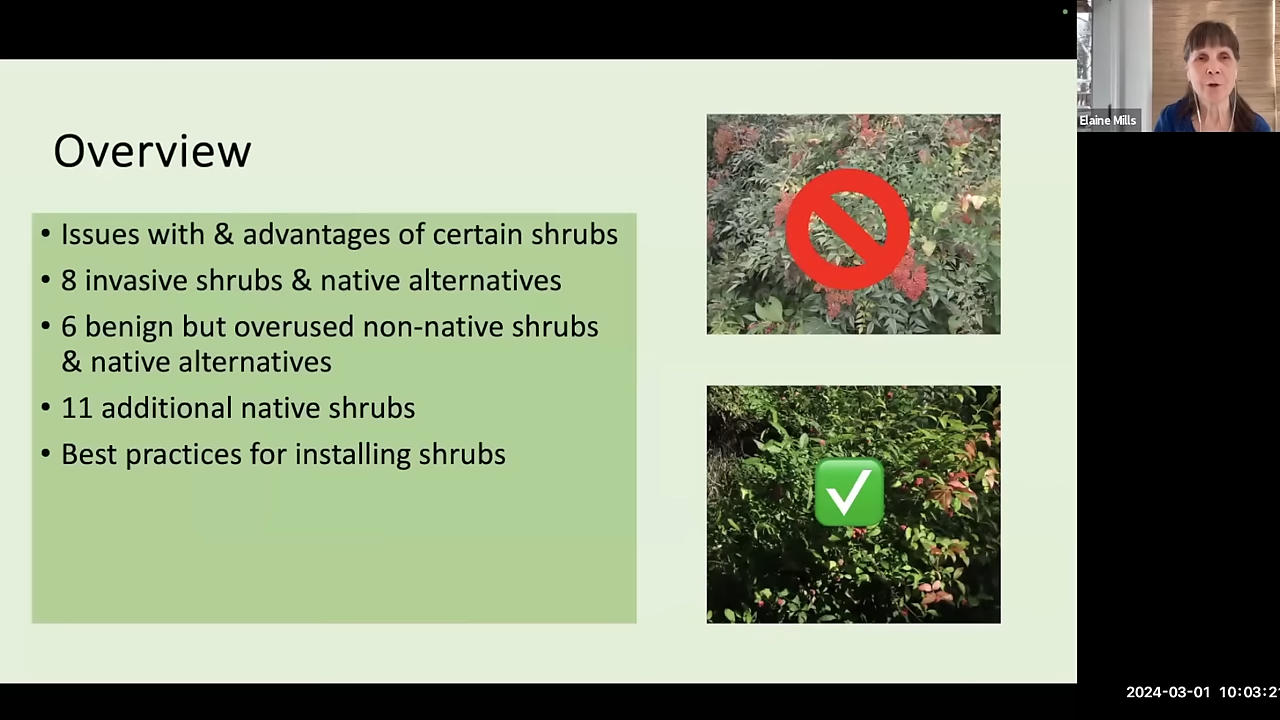 Overview
• Issues with & advantages of certain shrubs
• 8 invasive shrubs & native alternatives
• 6 benign but overused non-native shrubs
& native alternatives
• 11 additional native shrubs
• Best practices for installing shrubs
Elaine Mills
2024-03-01 10:03:2